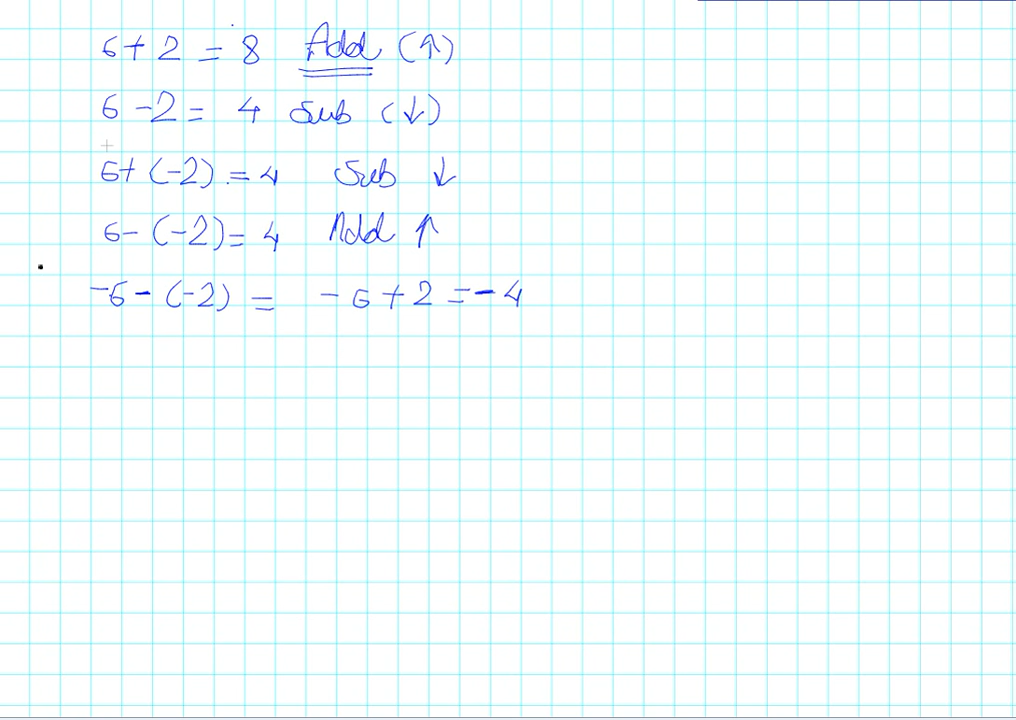 6 + 2 = 8 Add (↑)
6 - 2 = 4 Sub (↓)
6 + (-2) = 4 Sub ↓
6 - (-2) = 4 Add ↑
-6 - (-2) = -6 + 2 = -4